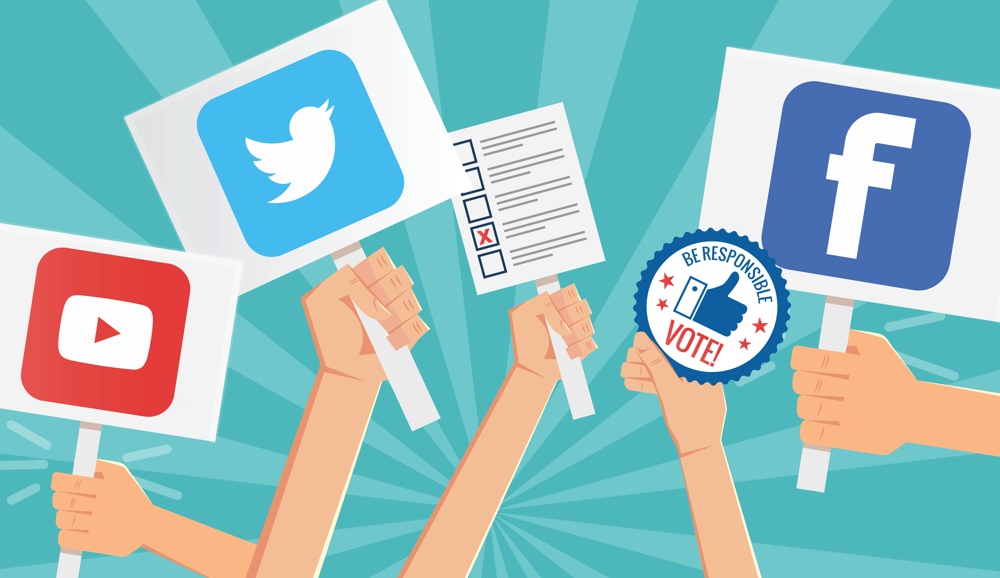 BE RESPONSIBLE
VOTE!
X
f